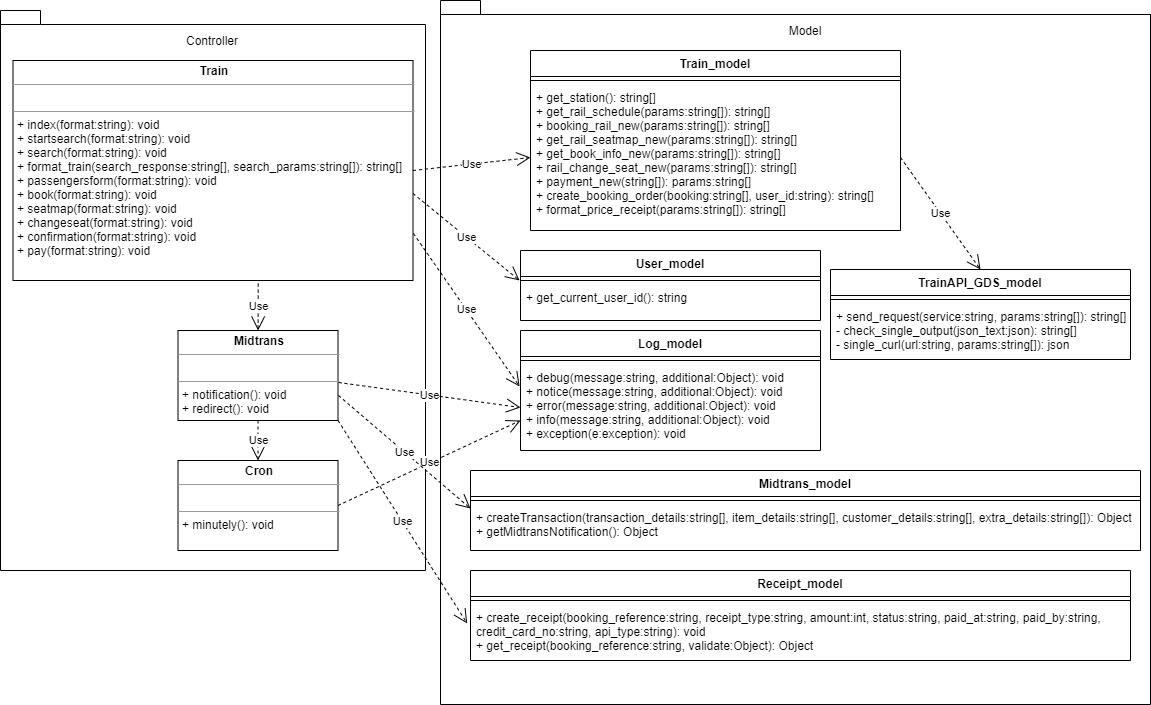 Controller
Train
+ index(format:string): void
+ startsearch(format:string): void
+ search(format:string): void
+ format_train(search_response:string[], search_params:string[]): string[]
+ passengersform(format:string): void
+ book(format:string): void
+ seatmap(format:string): void
+ changeseat(format:string): void
+ confirmation(format:string): void
+ pay(format:string): void
Use
Midtrans
+ notification(): void
+ redirect(): void
Use
Cron
+ minutely(): void
Use
Use
Use
Use
Use
Use
Use
Model
Train_model
+ get_station(): string[]
+ get_rail_schedule(params:string[]): string[]
+ booking_rail_new(params:string[]): string[]
+ get_rail_seatmap_new(params:string[]): string[]
+ get_book_info_new(params:string[]): string[]
+ rail_change_seat_new(params:string[]): string[]
+ payment_new(string[]): params:string[]
+ create_booking_order(booking:string[], user_id:string): string[]
+ format_price_receipt(params:string[]): string[]
Use
User_model
+ get_current_user_id(): string
TrainAPI_GDS_model
+ send_request(service:string, params:string[]): string[]
- check_single_output(json_text:json): string[]
- single_curl(url:string, params:string[]): json
Log_model
+ debug(message:string, additional:Object): void
+ notice(message:string, additional:Object): void
+ error(message:string, additional:Object): void
+ info(message:string, additional:Object): void
+ exception(e:exception): void
Midtrans_model
+ createTransaction(transaction_details:string[], item_details:string[], customer_details:string[], extra_details:string[]): Object
+ getMidtransNotification(): Object
Receipt_model
+ create_receipt(booking_reference:string, receipt_type:string, amount:int, status:string, paid_at:string, paid_by:string,
credit_card_no:string, api_type:string): void
+ get_receipt(booking_reference:string, validate:Object): Object